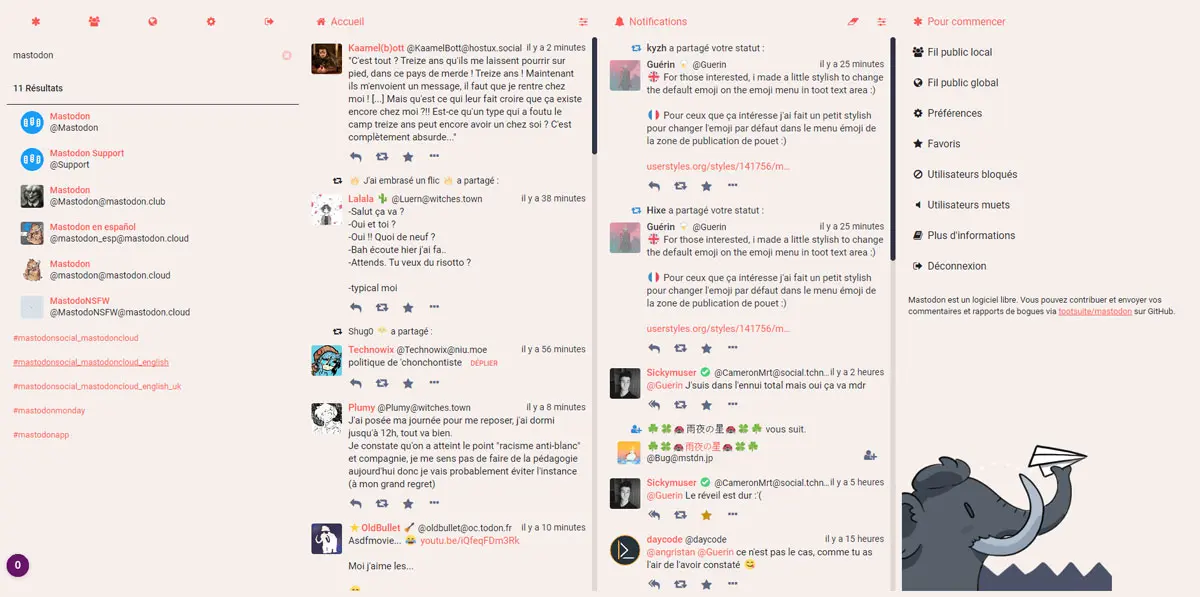 mastodon
11 Résultats
Mastodon
@Mastodon
Mastodon Support
@Support
Mastodon
@mastodon@mastodon.club
Mastodon en español
@mastodon_esp@mastodon.cloud
Mastodon
@mastodon@mastodon.cloud
MastodoNSFW
@MastodoNSFW@mastodon.cloud
#mastodonsocial_mastodoncloud
#mastodonsocial_mastodoncloud_english
#mastodonsocial_mastodoncloud_english_uk
#mastodonmonday
#mastodonapp
0
Accueil
Kaamel(b)ott @KaamelBott@hostux.social il y a 2 minutes
"C'est tout ? Treize ans qu'ils me laissent pourrir sur
pied, dans ce pays de merde ! Treize ans ! Maintenant
ils m'envoient un message, il faut que je rentre chez
moi ! [...] Mais qu'est ce qui leur fait croire que ça existe
encore chez moi ?!! Est-ce qu'un type qui a foutu le
camp treize ans peut encore avoir un chez soi ? C'est
complètement absurde..."
J'ai embrasé un flic a partagé :
Lalala @Luern@witches.town il y a 38 minutes
-Salut ça va ?
-Oui et toi ?
-Oui !! Quoi de neuf ?
-Bah écoute hier j'ai fa..
-Attends. Tu veux du risotto ?
-typical moi
Shug0 a partagé :
Technowix @Technowix@niu.moe il y a 56 minutes
politique de 'chonchontiste DÉPLIER
Plumy @Plumy@witches.town il y a 8 minutes
J'ai posée ma journée pour me reposer, j'ai dormi
jusqu'à 12h, tout va bien.
Je constate qu'on a atteint le point "racisme anti-blanc"
et compagnie, je me sens pas de faire de la pédagogie
aujourd'hui donc je vais probablement éviter l'instance
(à mon grand regret)
OldBullet @oldbullet@oc.todon.fr il y a 10 minutes
Asdfmovie... youtu.be/iQfeqFDm3Rk
Moi j'aime les...
Notifications
kyzh a partagé votre statut :
Guérin @Guerin il y a 25 minutes
For those interested, i made a little stylish to change
the default emoji on the emoji menu in toot text area :)
Pour ceux que ça intéresse j'ai fait un petit stylish
pour changer l'emoji par défaut dans le menu émoji de
la zone de publication de pouet :)
userstyles.org/styles/141756/m...
Hixe a partagé votre statut :
Guérin @Guerin il y a 25 minutes
For those interested, i made a little stylish to change
the default emoji on the emoji menu in toot text area :)
Pour ceux que ça intéresse j'ai fait un petit stylish
pour changer l'emoji par défaut dans le menu émoji de
la zone de publication de pouet :)
userstyles.org/styles/141756/m...
Sickymuser @CameronMrt@social.tchn... il y a 2 heures
@Guerin J'suis dans l'ennui total mais oui ça va mdr
雨夜の星 vous suit.
雨夜の星
@Bug@mstdn.jp
Sickymuser @CameronMrt@social.tchn... il y a 5 heures
@Guerin Le réveil est dur :'(
daycode @daycode il y a 15 heures
@angristan @Guerin ce n'est pas le cas, comme tu as
l'air de l'avoir constaté
Pour commencer
Fil public local
Fil public global
Préférences
Favoris
Utilisateurs bloqués
Utilisateurs muets
Plus d'informations
Déconnexion
Mastodon est un logiciel libre. Vous pouvez contribuer et envoyer vos
commentaires et rapports de bogues via tootsuite/mastodon sur GitHub.